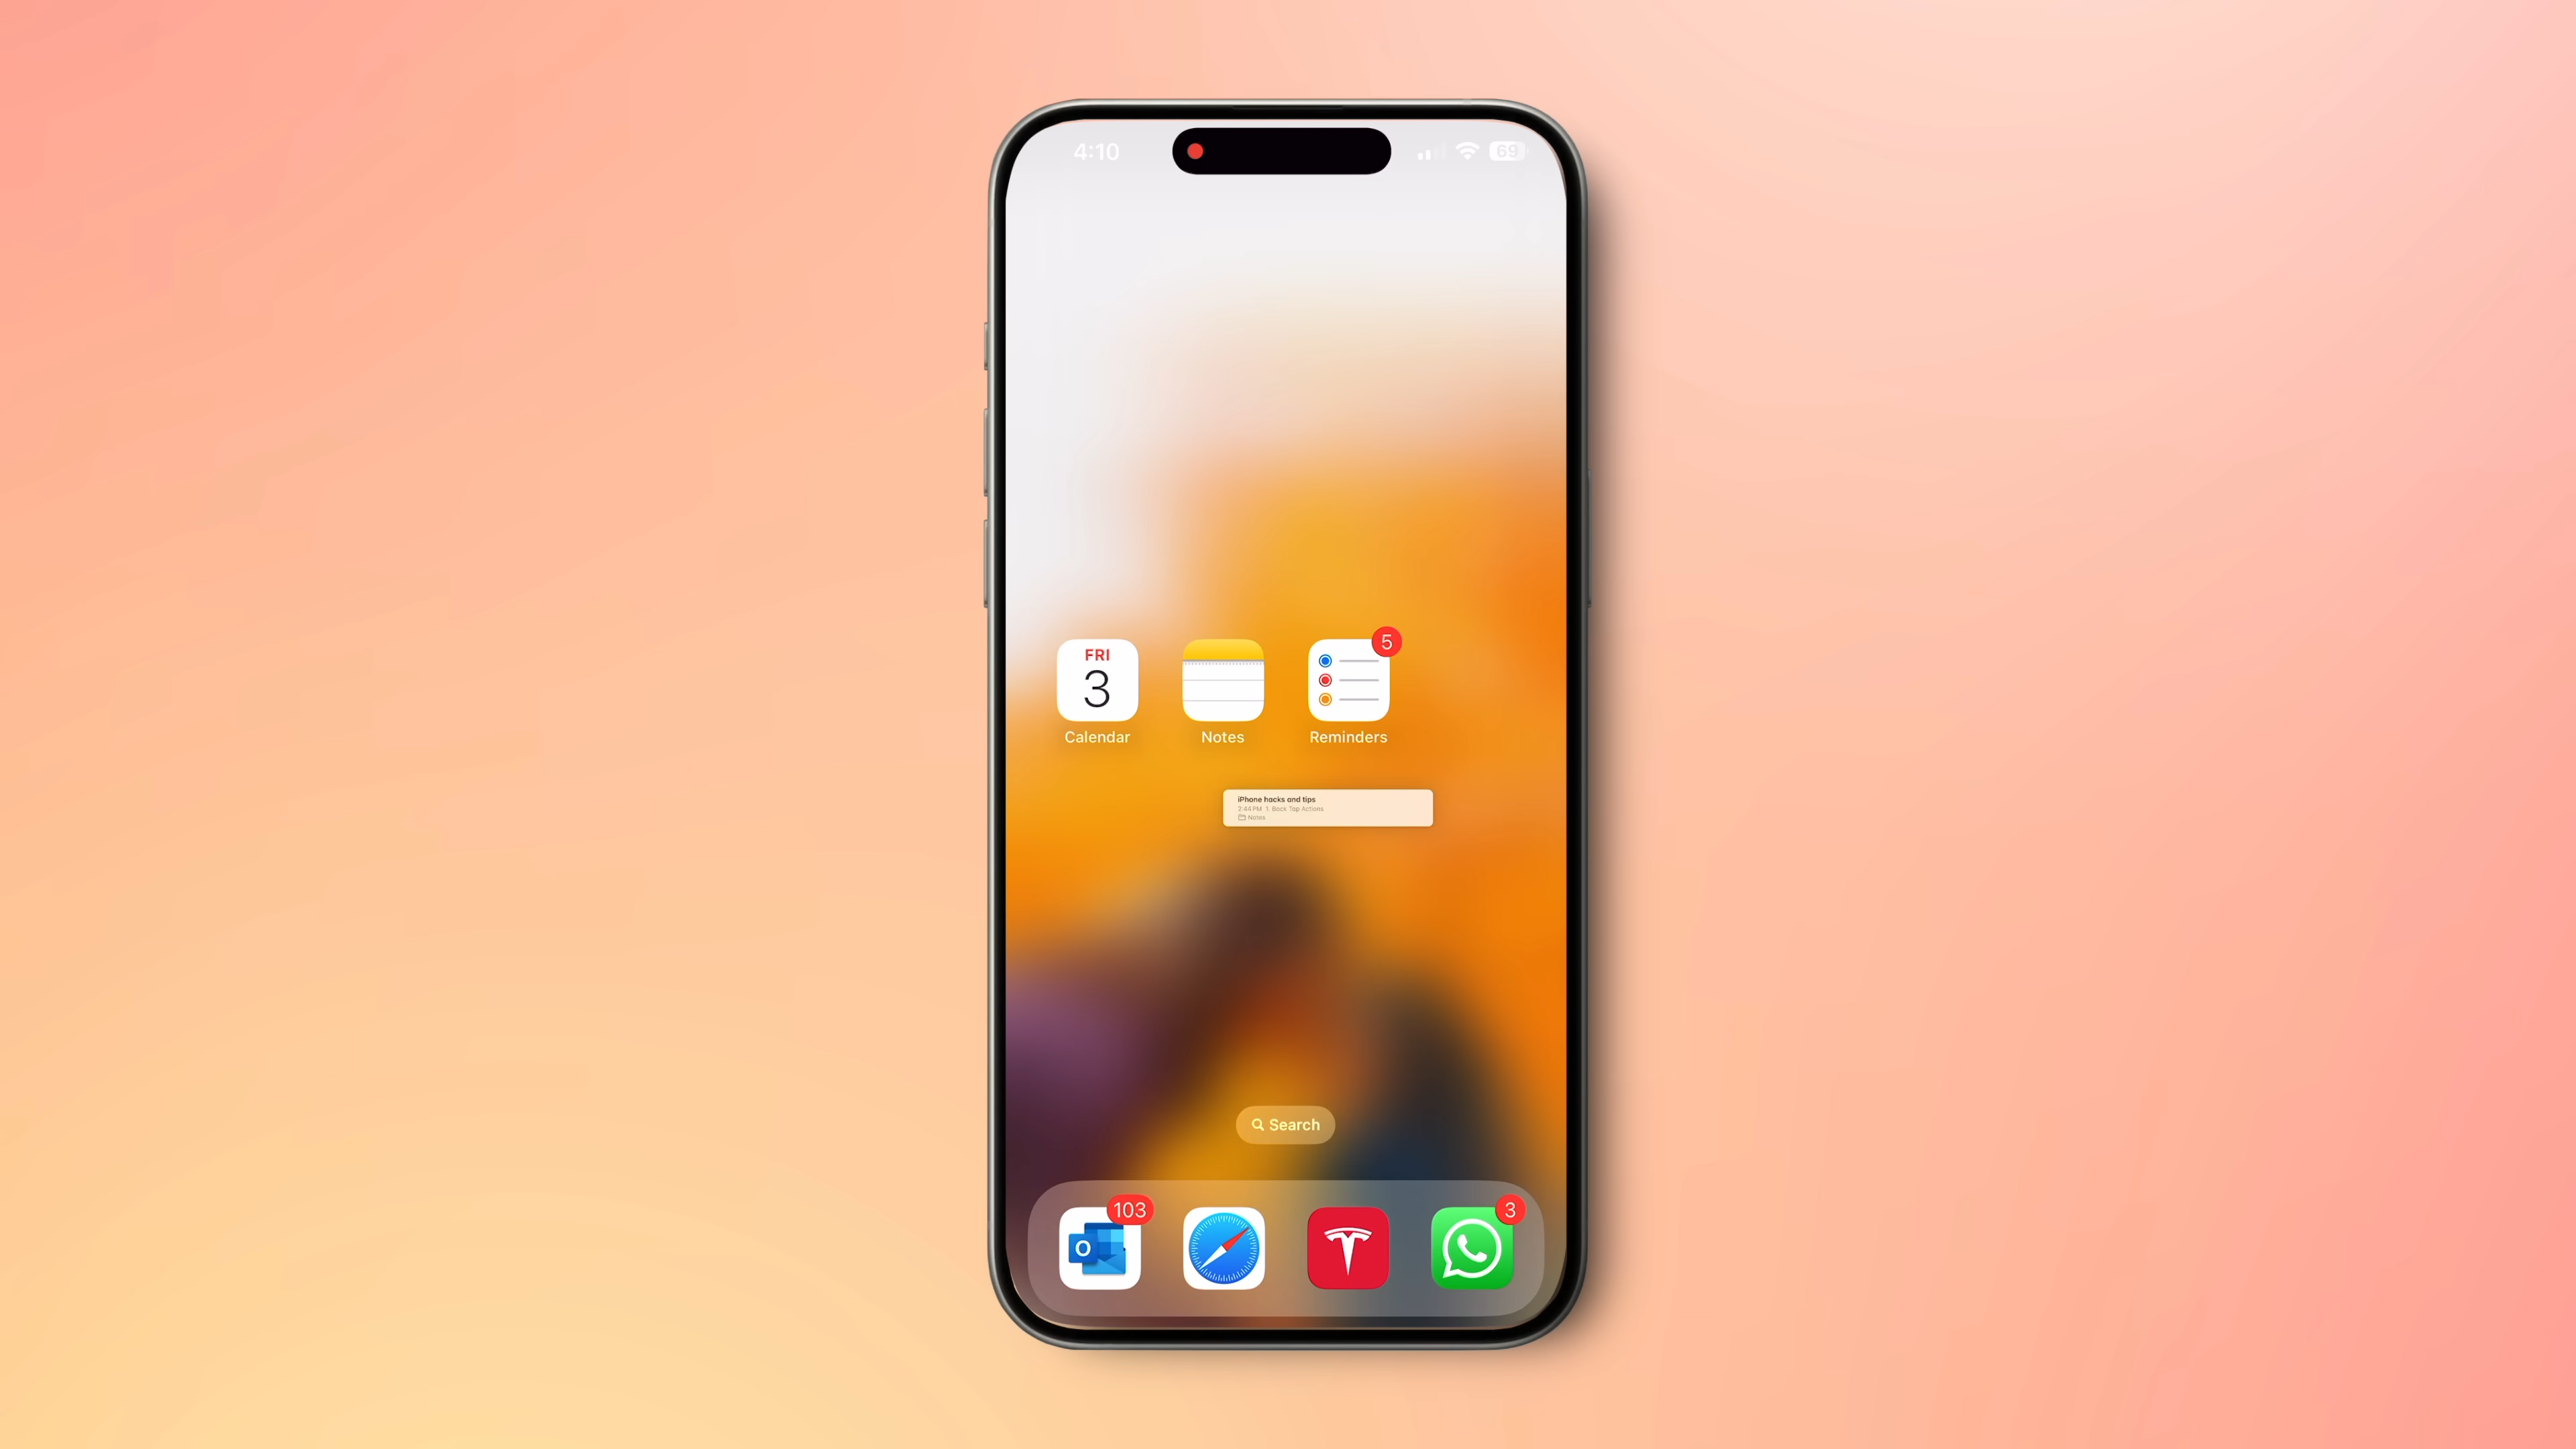 4:10
69
5
FRI
3
Calendar
Notes
Reminders
iPhone hacks and tips
2:44 PM 1. Back Tap Actions
Notes
Search
103
3
O